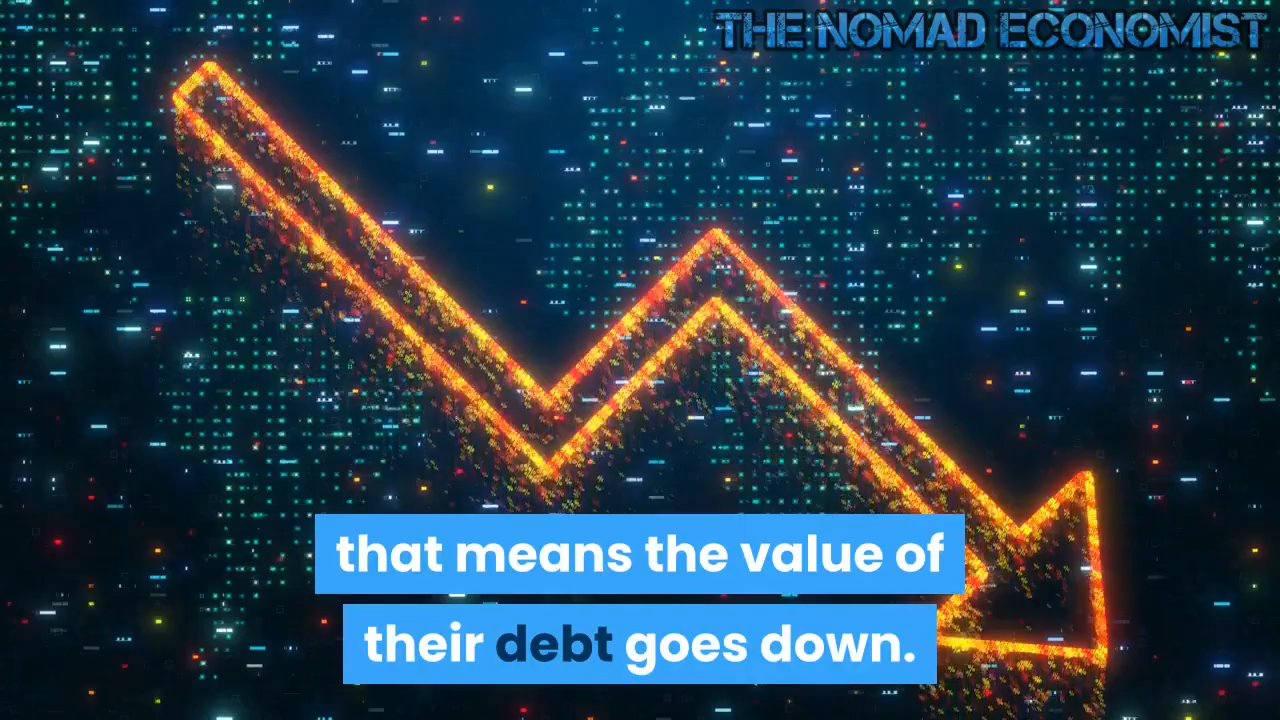 THE NOMAD ECONOMIST
that means the value of
their debt goes down.